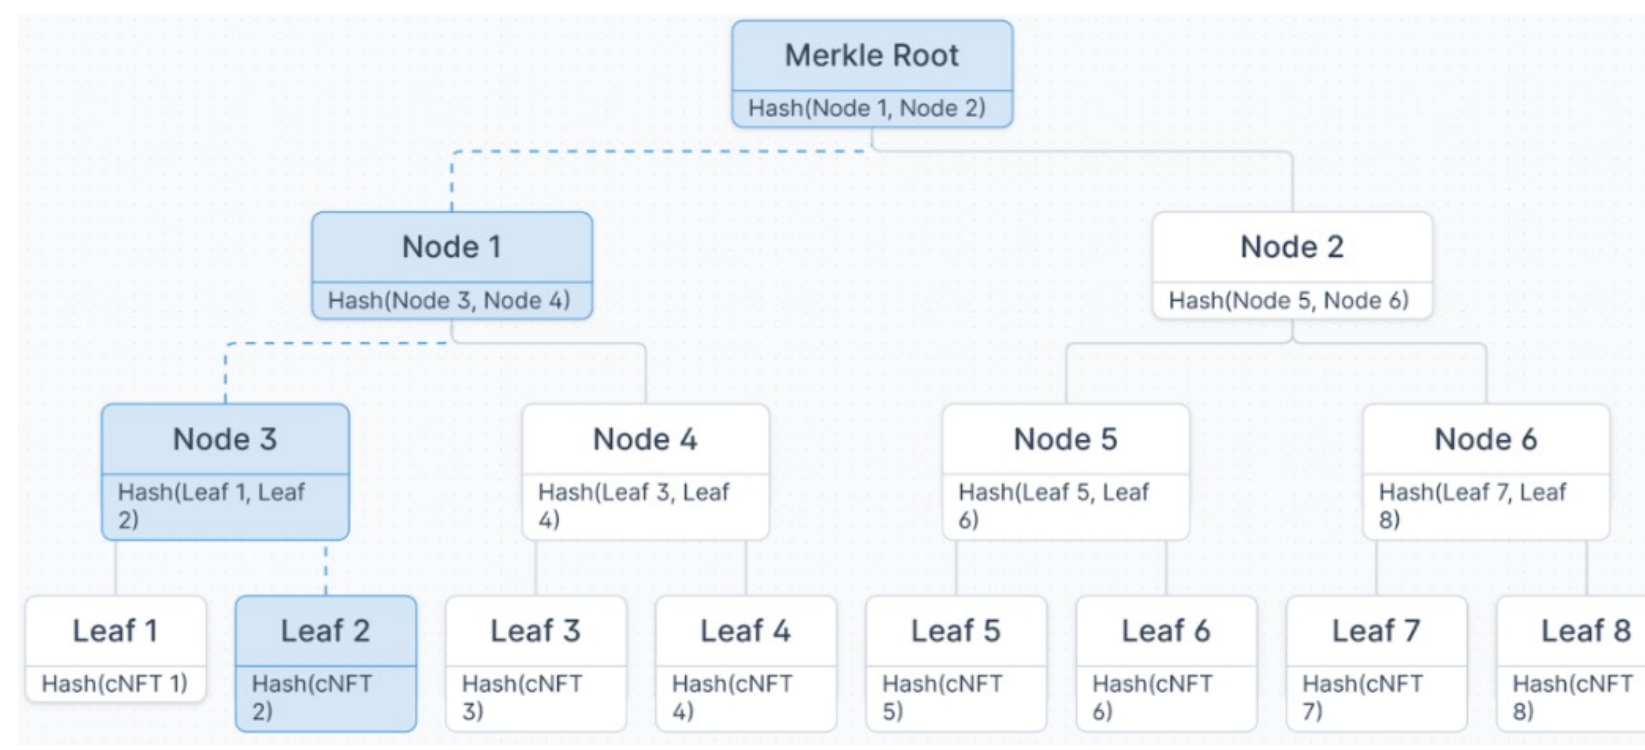 Merkle Root
Hash(Node 1, Node 2)
Node 1
Hash(Node 3, Node 4)
Node 2
Hash(Node 5, Node 6)
Node 3
Hash(Leaf 1, Leaf
2)
Node 4
Hash(Leaf 3, Leaf
4)
Node 5
Hash(Leaf 5, Leaf
6)
Node 6
Hash(Leaf 7, Leaf
8)
Leaf 1
Hash(cNFT 1)
Leaf 2
Hash(cNFT
2)
Leaf 3
Hash(cNFT
3)
Leaf 4
Hash(cNFT
4)
Leaf 5
Hash(cNFT
5)
Leaf 6
Hash(cNFT
6)
Leaf 7
Hash(cNFT
7)
Leaf 8
Hash(cNFT
8)